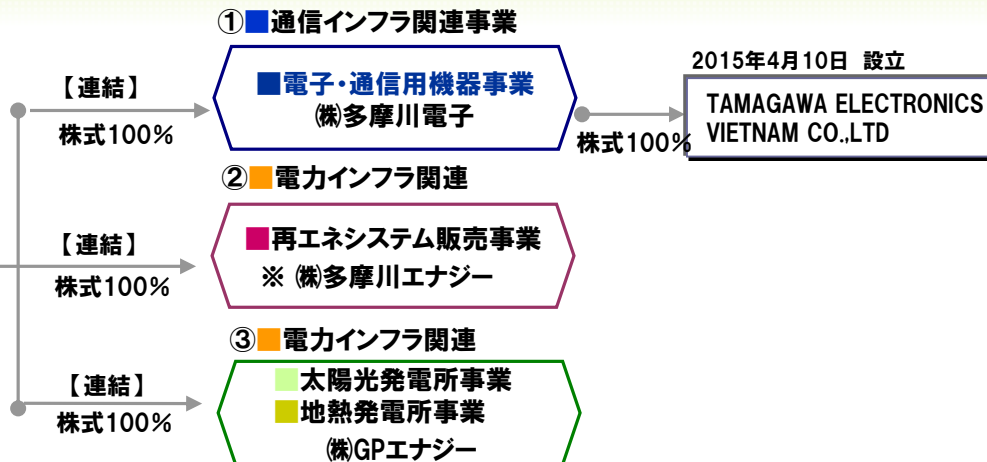 ①■通信インフラ関連事業
【連結】
株式100%
■電子・通信用機器事業
㈱多摩川電子
株式100%
2015年4月10日 設立
TAMAGAWA ELECTRONICS
VIETNAM CO.,LTD
②■電力インフラ関連
【連結】
株式100%
■再エネシステム販売事業
※ ㈱多摩川エナジー
③■電力インフラ関連
【連結】
株式100%
■太陽光発電所事業
■地熱発電所事業
㈱GPエナジー